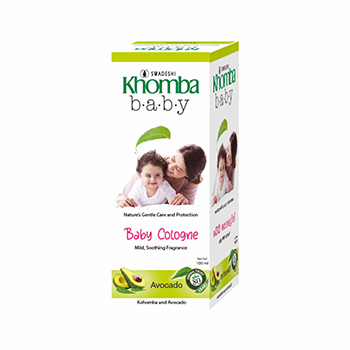 SWADESHI
Khomba
b·a·b·y
Nature's Gentle Care and Protection
Baby Cologne
Mild, Soothing Fragrance
100 ml
Avocado
Kohomba and Avocado
SWADESHI
Khomba
b·a·b·y